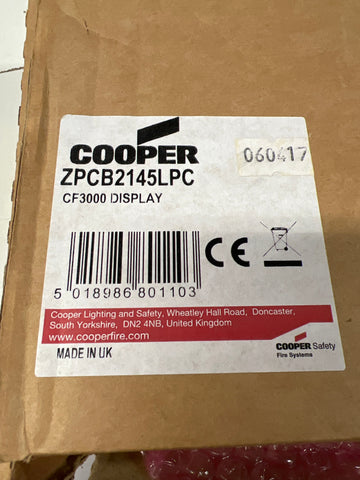 COOPER
060417
ZPCB2145LPC
CF3000 DISPLAY
CE
5 018986 801103
Cooper Lighting and Safety, Wheatley Hall Road, Doncaster,
South Yorkshire, DN2 4NB, United Kingdom
www.cooperfire.com
MADE IN UK
COOPER Safety
Fire Systems